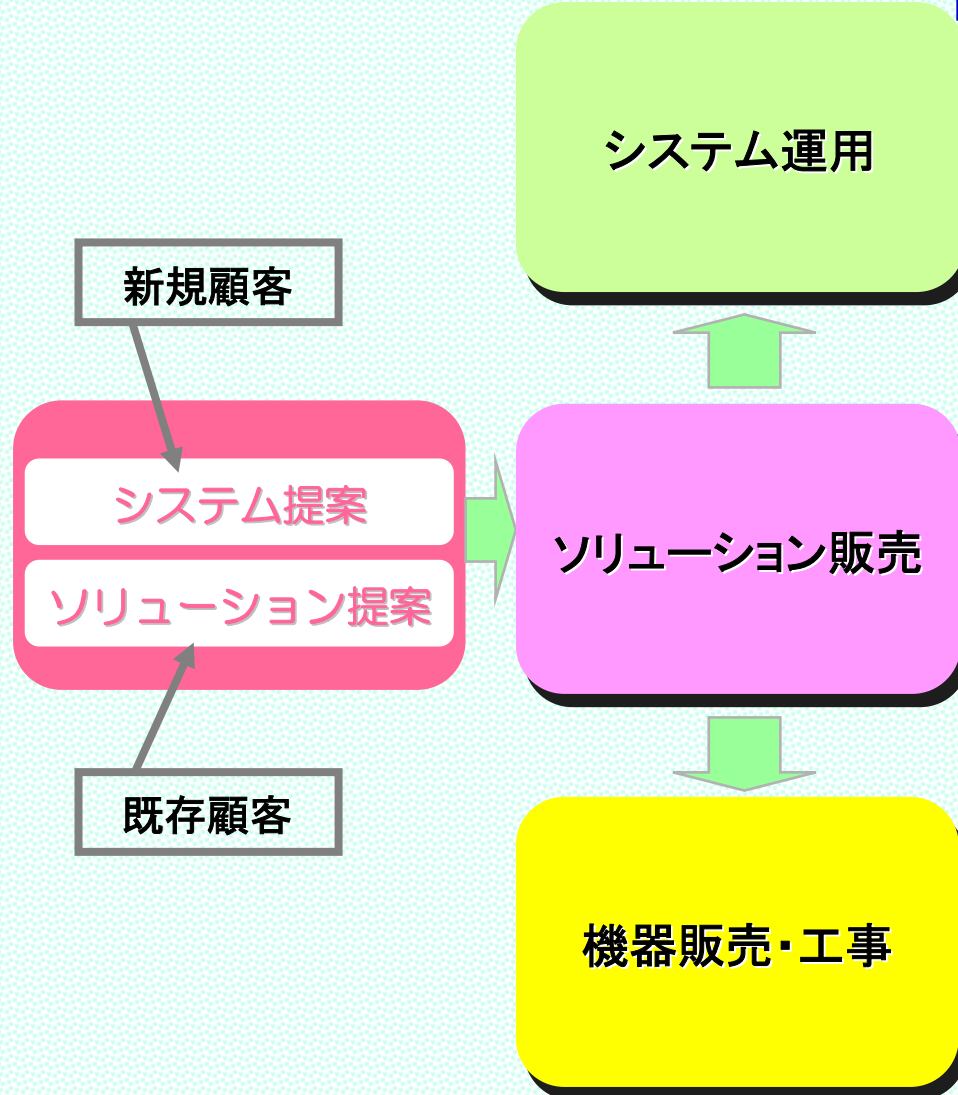 システム運用
新規顧客
システム提案
ソリューション提案
ソリューション販売
既存顧客
機器販売・工事